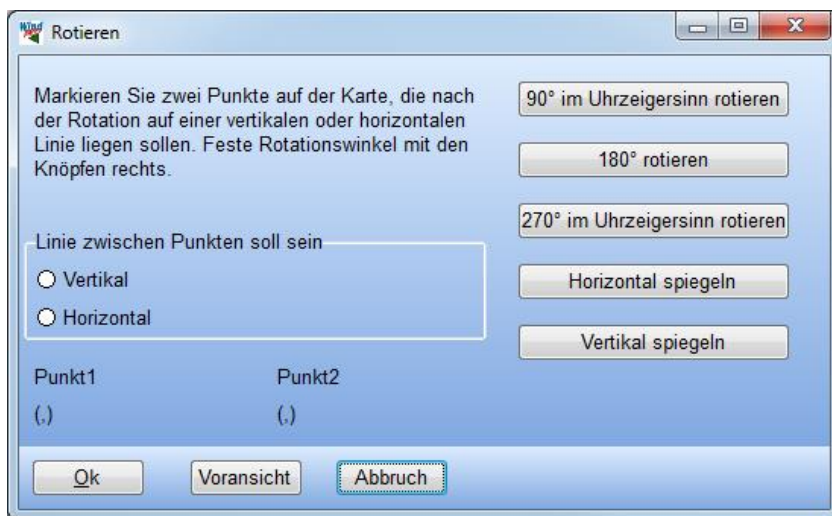 Wind
Rotieren
Markieren Sie zwei Punkte auf der Karte, die nach
der Rotation auf einer vertikalen oder horizontalen
Linie liegen sollen. Feste Rotationswinkel mit den
Knöpfen rechts.
Linie zwischen Punkten soll sein
Vertikal
Horizontal
Punkt1
Punkt2
(,)
(,)
90° im Uhrzeigersinn rotieren
180° rotieren
270° im Uhrzeigersinn rotieren
Horizontal spiegeln
Vertikal spiegeln
Ok
Voransicht
Abbruch